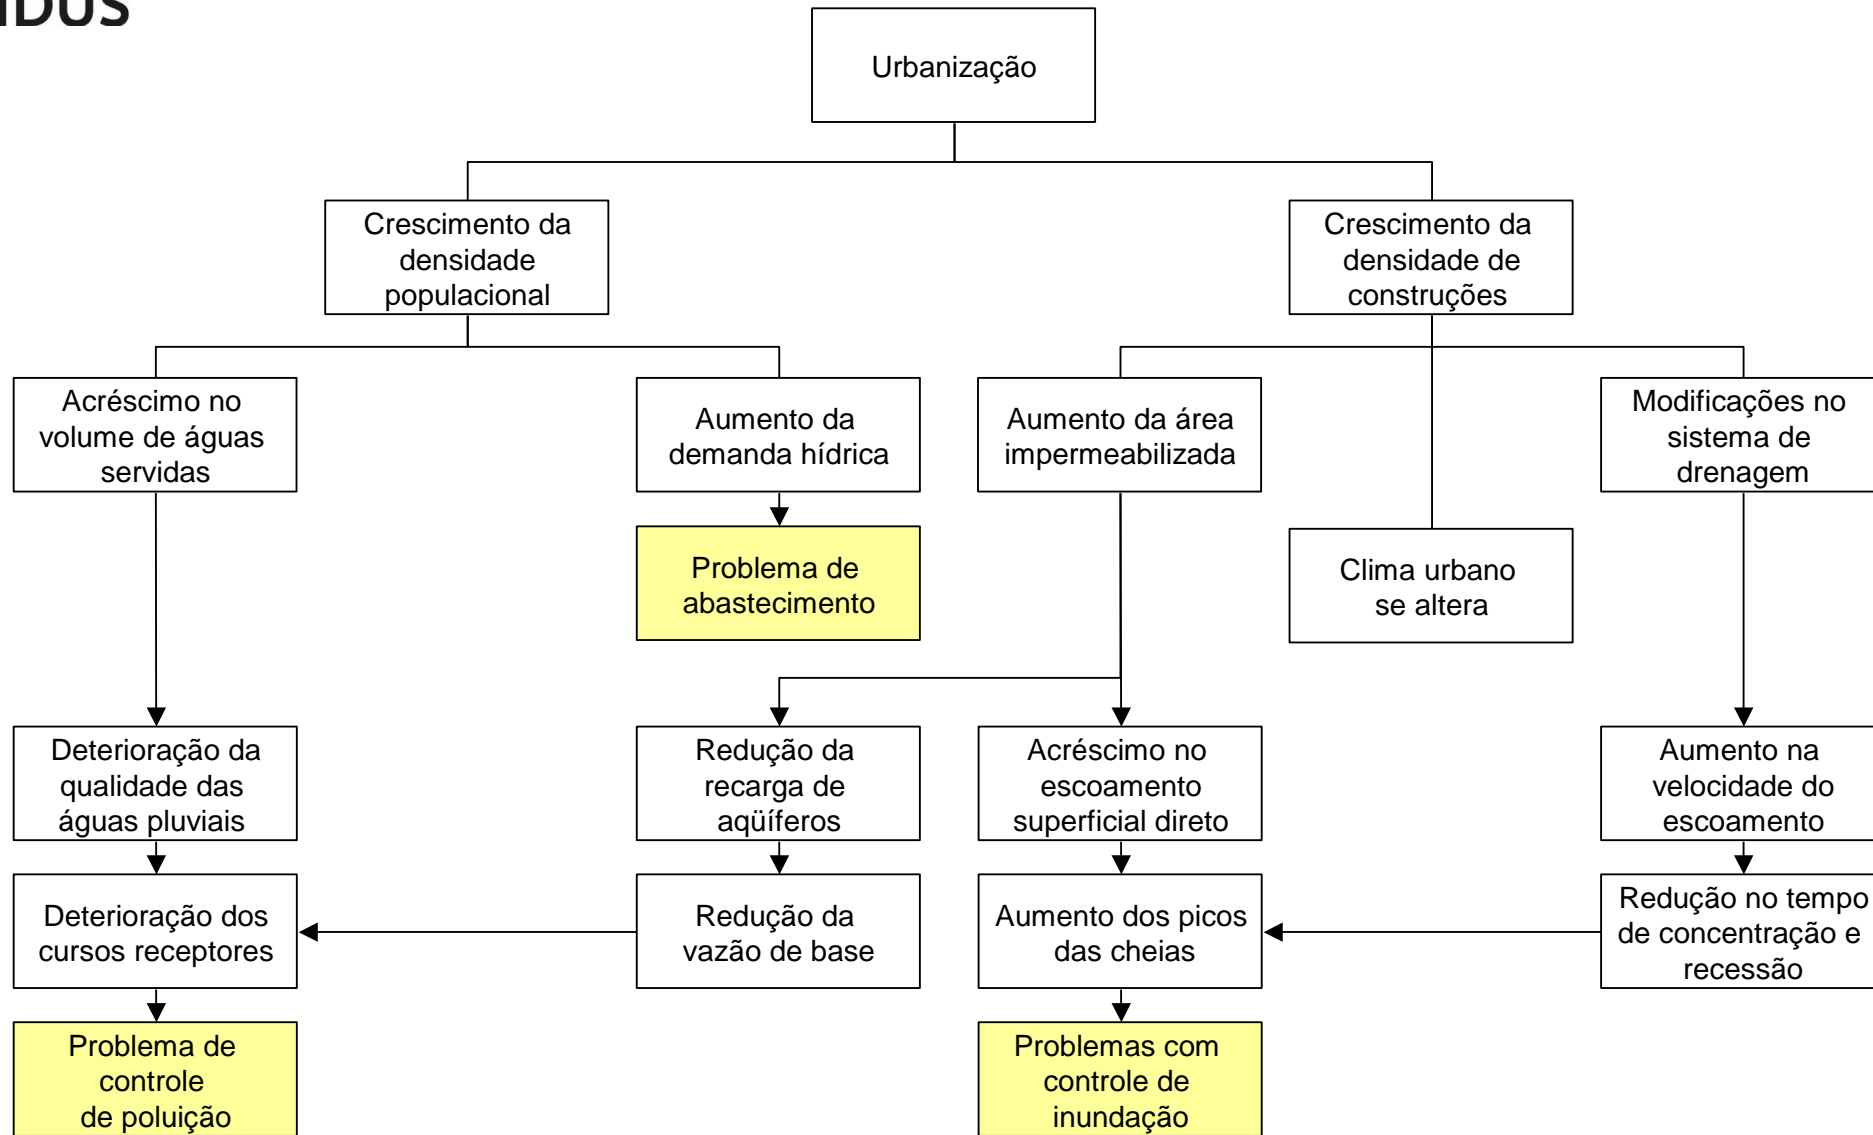 Urbanização
Crescimento da
densidade
populacional
Crescimento da
densidade de
construções
Acréscimo no
volume de águas
servidas
Aumento da
demanda hídrica
Aumento da área
impermeabilizada
Modificações no
sistema de
drenagem
Problema de
abastecimento
Clima urbano
se altera
Deterioração da
qualidade das
águas pluviais
Redução da
recarga de
aqüíferos
Acréscimo no
escoamento
superficial direto
Aumento na
velocidade do
escoamento
Deterioração dos
cursos receptores
Redução da
vazão de base
Aumento dos picos
das cheias
Redução no tempo
de concentração e
recessão
Problema de
controle
de poluição
Problemas com
controle de
inundação